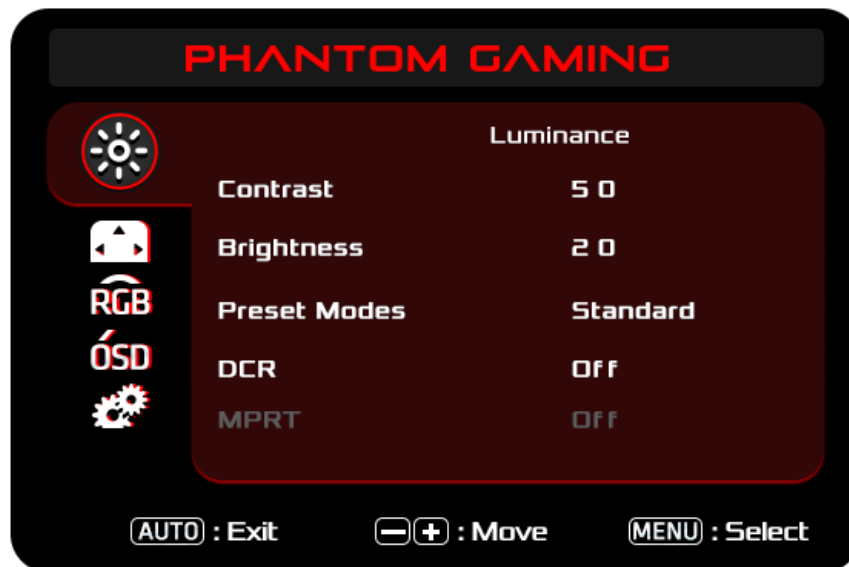 PHANTOM GAMING
Luminance
Contrast 50
Brightness 20
Preset Modes Standard
RGB
DCR Off
OSD
MPRT Off
AUTO : Exit - + : Move MENU : Select